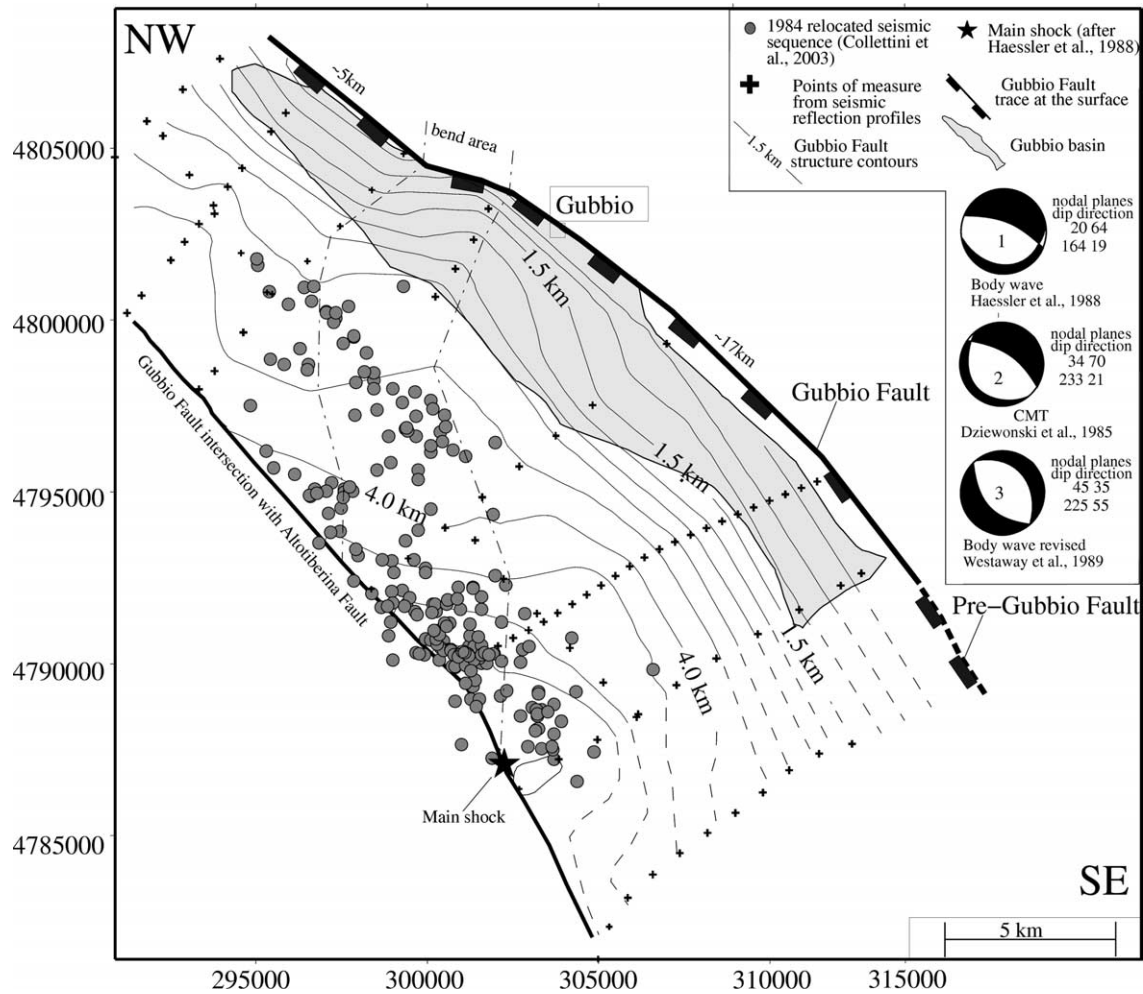 NW
1984 relocated seismic
sequence (Collettini
et al., 2003)
Main shock (after
Haessler et al., 1988)
Points of measure
from seismic
reflection profiles
Gubbio Fault
trace at the surface
1.5 km
Gubbio Fault
structure contours
Gubbio basin
~5km
bend area
Gubbio
1.5 km
~17km
Gubbio Fault
1.5 km
4.0 km
Gubbio Fault intersection with Altotiberina Fault
Pre-Gubbio Fault
1.5 km
4.0 km
Main shock
1
nodal planes
dip direction
20 64
164 19
Body wave
Haessler et al., 1988
2
nodal planes
dip direction
34 70
233 21
CMT
Dziewonski et al., 1985
3
nodal planes
dip direction
45 35
225 55
Body wave revised
Westaway et al., 1989
SE
5 km
4805000
4800000
4795000
4790000
4785000
295000
300000
305000
310000
315000